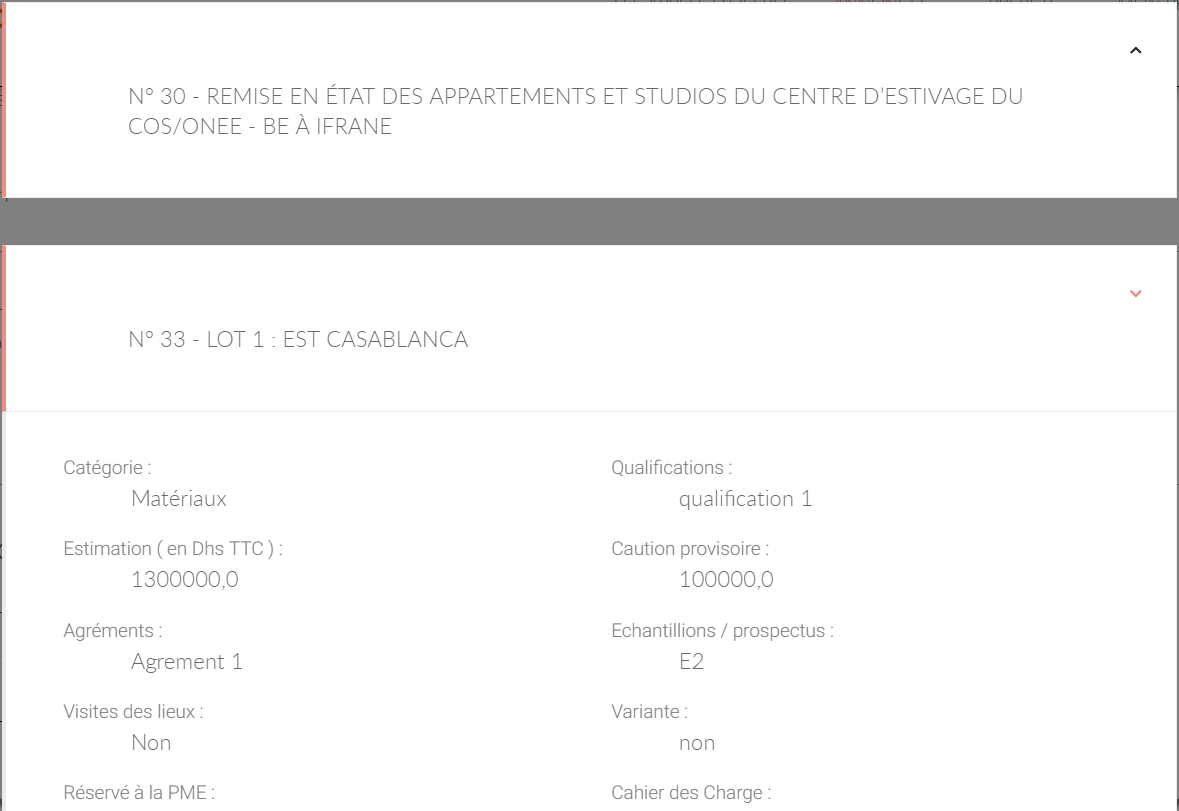 N° 30 - REMISE EN ÉTAT DES APPARTEMENTS ET STUDIOS DU CENTRE D'ESTIVAGE DU
COS/ONEE - BE À IFRANE
N° 33 - LOT 1 : EST CASABLANCA
Catégorie :
Matériaux
Qualifications :
qualification 1
Estimation ( en Dhs TTC ) :
1300000,0
Caution provisoire :
100000,0
Agréments :
Agrement 1
Echantillions / prospectus :
E2
Visites des lieux :
Non
Variante :
non
Réservé à la PME :
Cahier des Charge :